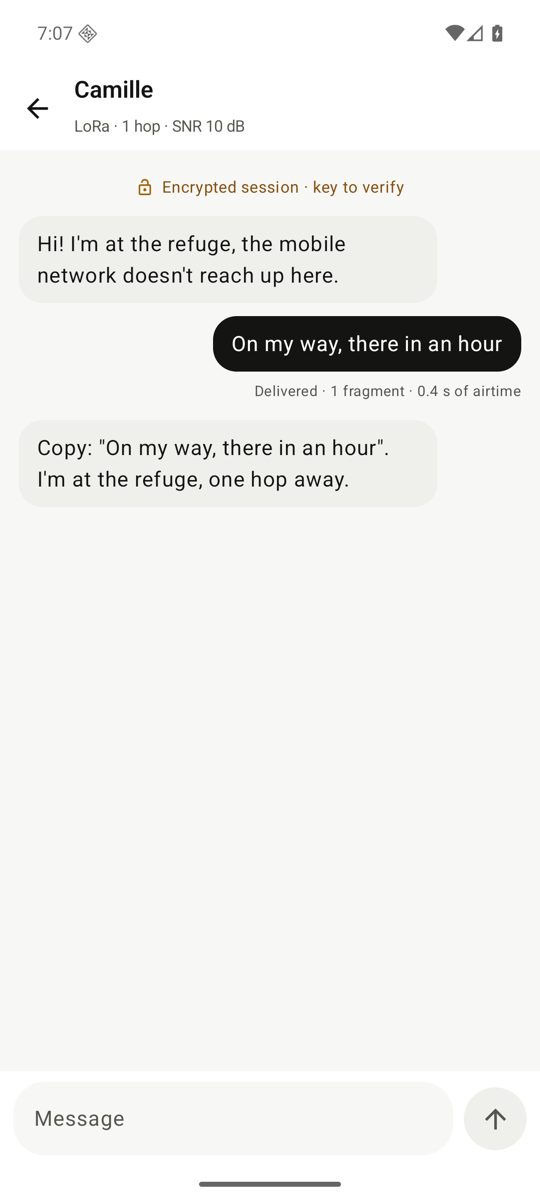 7:07
Camille
LoRa · 1 hop · SNR 10 dB
Encrypted session · key to verify
Hi! I'm at the refuge, the mobile
network doesn't reach up here.
On my way, there in an hour
Delivered · 1 fragment · 0.4 s of airtime
Copy: "On my way, there in an hour".
I'm at the refuge, one hop away.
Message